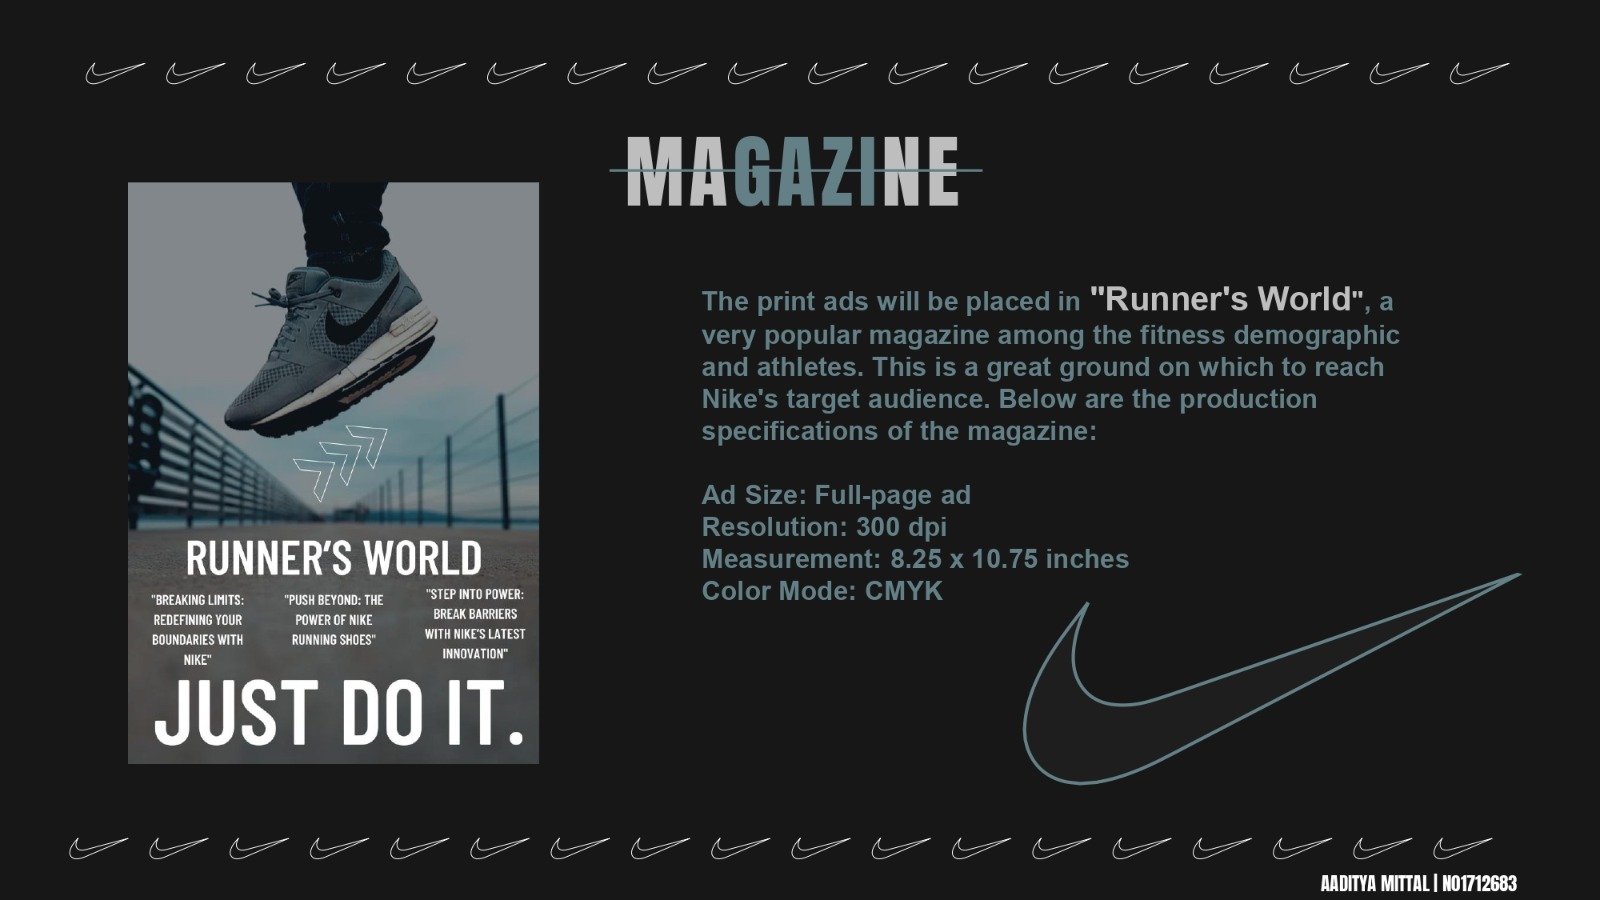 MAGAZINE
RUNNER'S WORLD
"BREAKING LIMITS:
REDEFINING YOUR
BOUNDARIES WITH
NIKE"
"PUSH BEYOND: THE
POWER OF NIKE
RUNNING SHOES"
"STEP INTO POWER:
BREAK BARRIERS
WITH NIKE'S LATEST
INNOVATION"
JUST DO IT.
The print ads will be placed in "Runner's World", a
very popular magazine among the fitness demographic
and athletes. This is a great ground on which to reach
Nike's target audience. Below are the production
specifications of the magazine:
Ad Size: Full-page ad
Resolution: 300 dpi
Measurement: 8.25 x 10.75 inches
Color Mode: CMYK
AADITYA MITTAL | N01712683